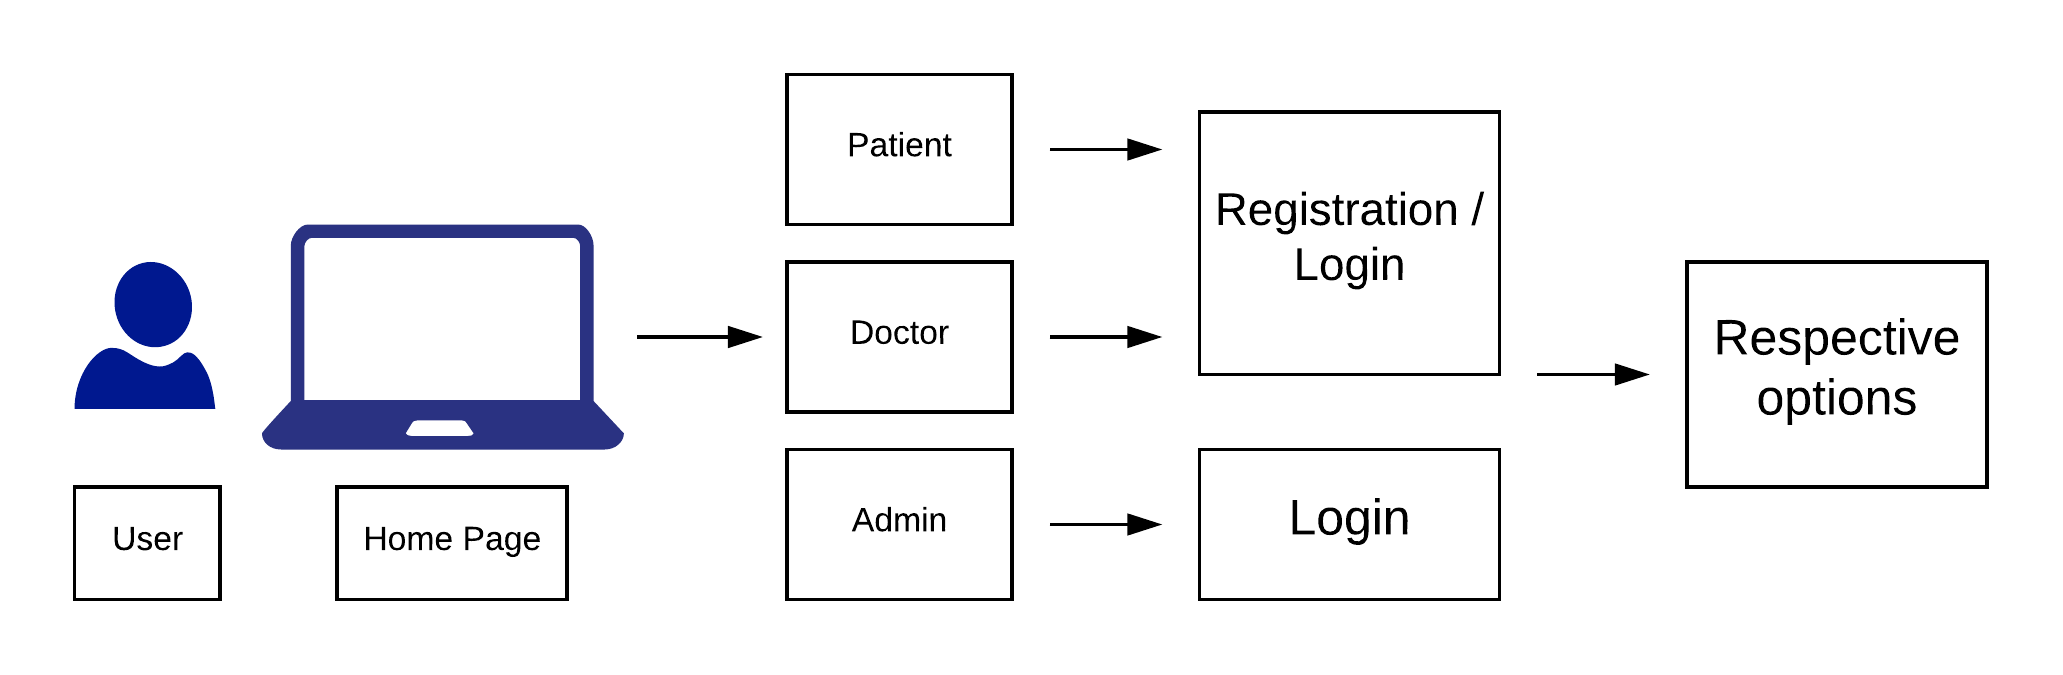 User
Home Page
Patient
Doctor
Admin
Registration /
Login
Login
Respective
options